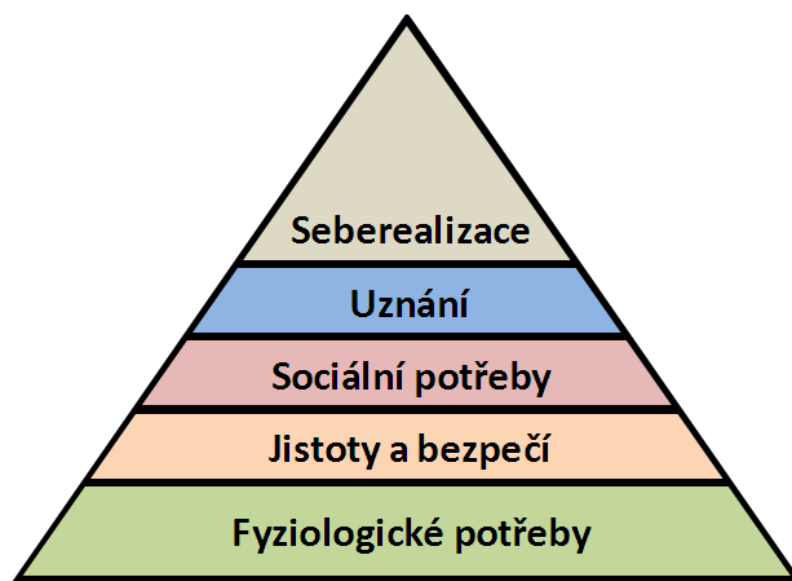 Seberealizace
Uznání
Sociální potřeby
Jistoty a bezpečí
Fyziologické potřeby